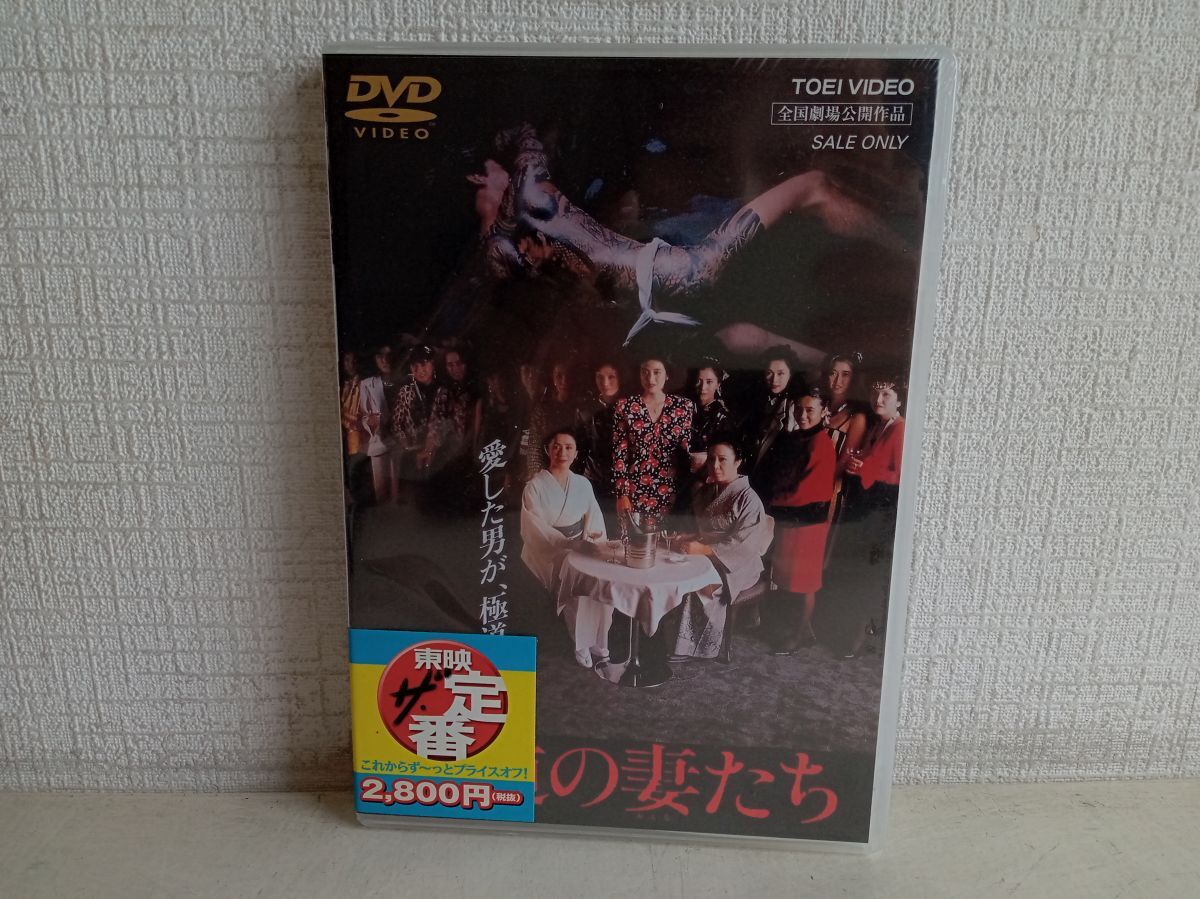 DVD
VIDEO
TOEI VIDEO
全国劇場公開作品
SALE ONLY
愛した男が、極道
東映
ザ・定番
これからず〜っとプライスオフ!
2,800円(税抜)
の妻たち